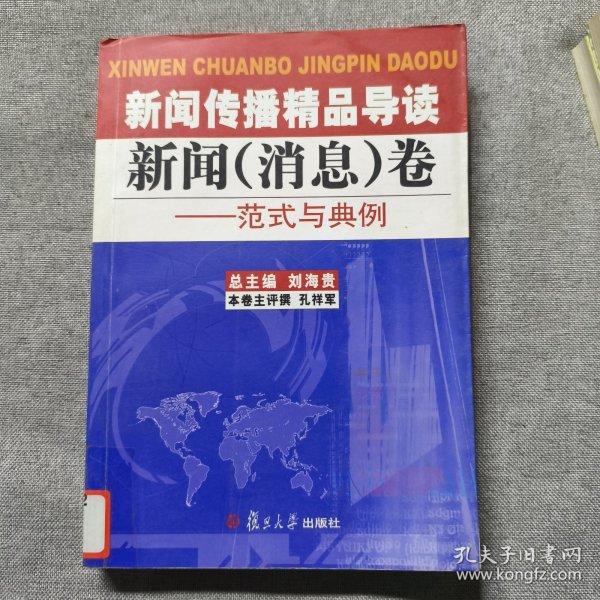 XINWEN CHUANBO JINGPIN DAODU
新闻传播精品导读
新闻(消息)卷
——范式与典例
总主编 刘海贵
本卷主评撰 孔祥军
復旦大學出版社
孔夫子旧书网
www.kongfz.com